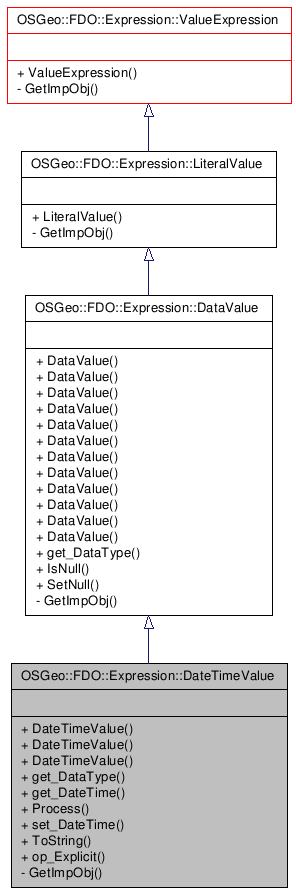 OSGeo::FDO::Expression::ValueExpression
+ ValueExpression()
- GetImpObj()
OSGeo::FDO::Expression::LiteralValue
+ LiteralValue()
- GetImpObj()
OSGeo::FDO::Expression::DataValue
+ DataValue()
+ DataValue()
+ DataValue()
+ DataValue()
+ DataValue()
+ DataValue()
+ DataValue()
+ DataValue()
+ DataValue()
+ DataValue()
+ DataValue()
+ DataValue()
+ get_DataType()
+ IsNull()
+ SetNull()
- GetImpObj()
OSGeo::FDO::Expression::DateTimeValue
+ DateTimeValue()
+ DateTimeValue()
+ DateTimeValue()
+ get_DataType()
+ get_DateTime()
+ Process()
+ set_DateTime()
+ ToString()
+ op_Explicit()
- GetImpObj()